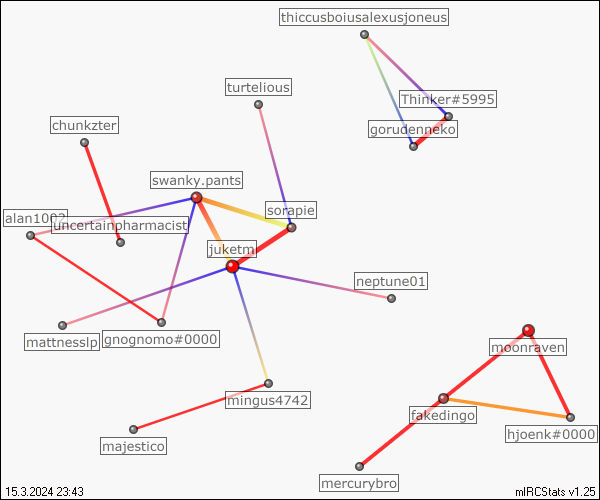 thiccusboiusalexusjoneus
turtelious
Thinker#5995
chunkzter
gorudenneko
swanky.pants
alan1002
uncertainpharmacist
sorapie
juketm
neptune01
mattnesslp
gnognomo#0000
moonraven
mingus4742
fakedingo
hjoenk#0000
majestico
mercurybro
15.3.2024 23:43
mIRCStats v1.25